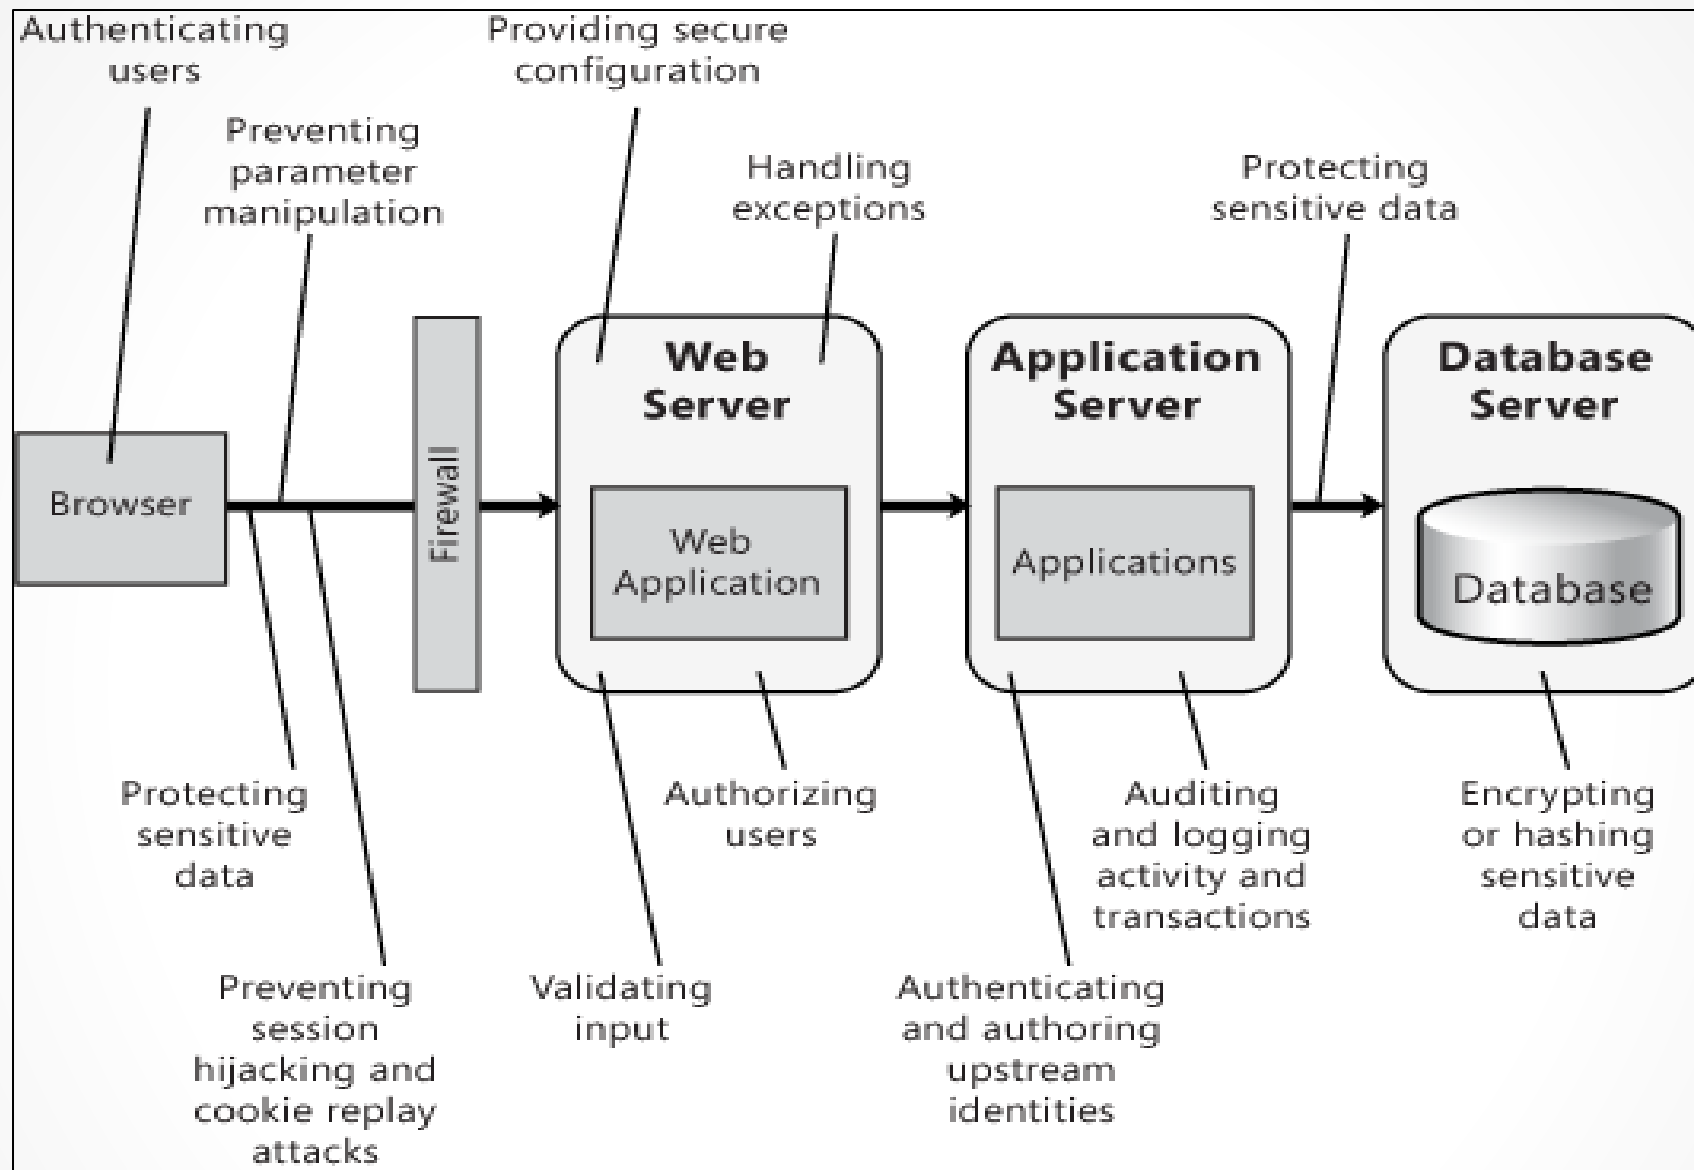 Authenticating
users
Providing secure
configuration
Preventing
parameter
manipulation
Handling
exceptions
Protecting
sensitive data
Browser
Firewall
Web
Server
Web
Application
Application
Server
Applications
Database
Server
Database
Protecting
sensitive
data
Authorizing
users
Auditing
and logging
activity and
transactions
Encrypting
or hashing
sensitive
data
Preventing
session
hijacking and
cookie replay
attacks
Validating
input
Authenticating
and authoring
upstream
identities